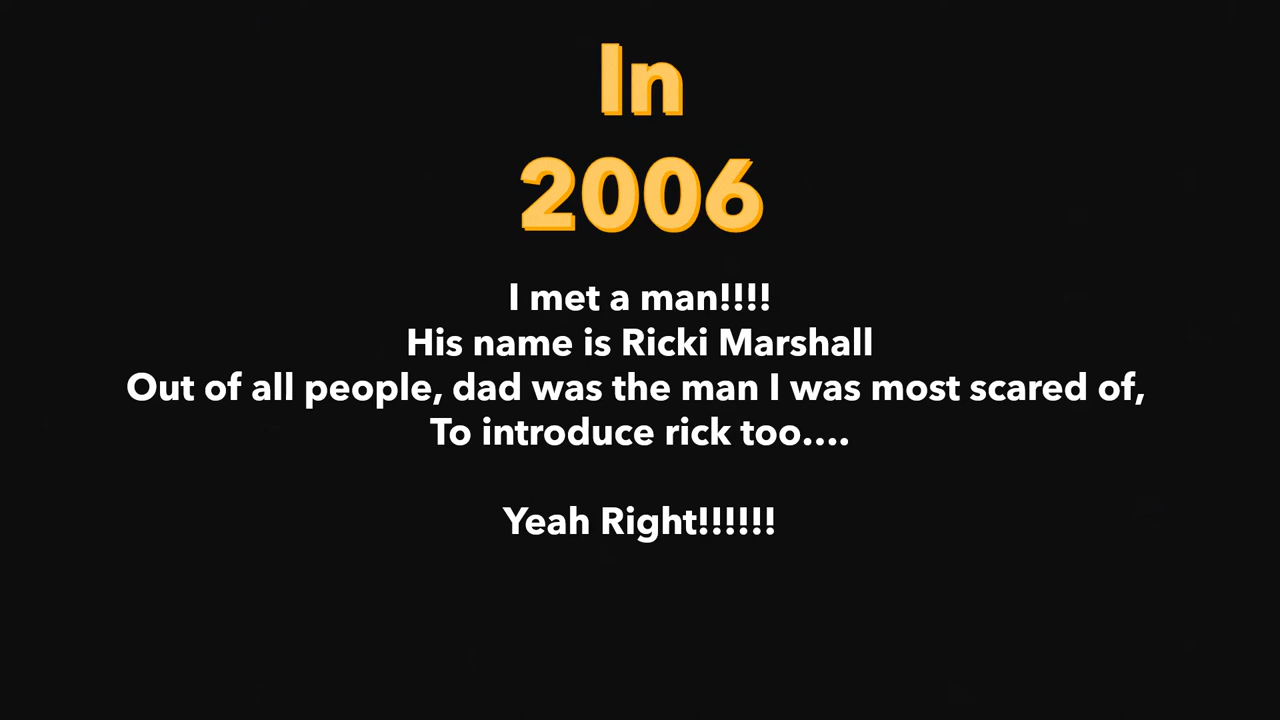 In
2006
I met a man!!!!
His name is Ricki Marshall
Out of all people, dad was the man I was most scared of,
To introduce rick too....
Yeah Right!!!!!!